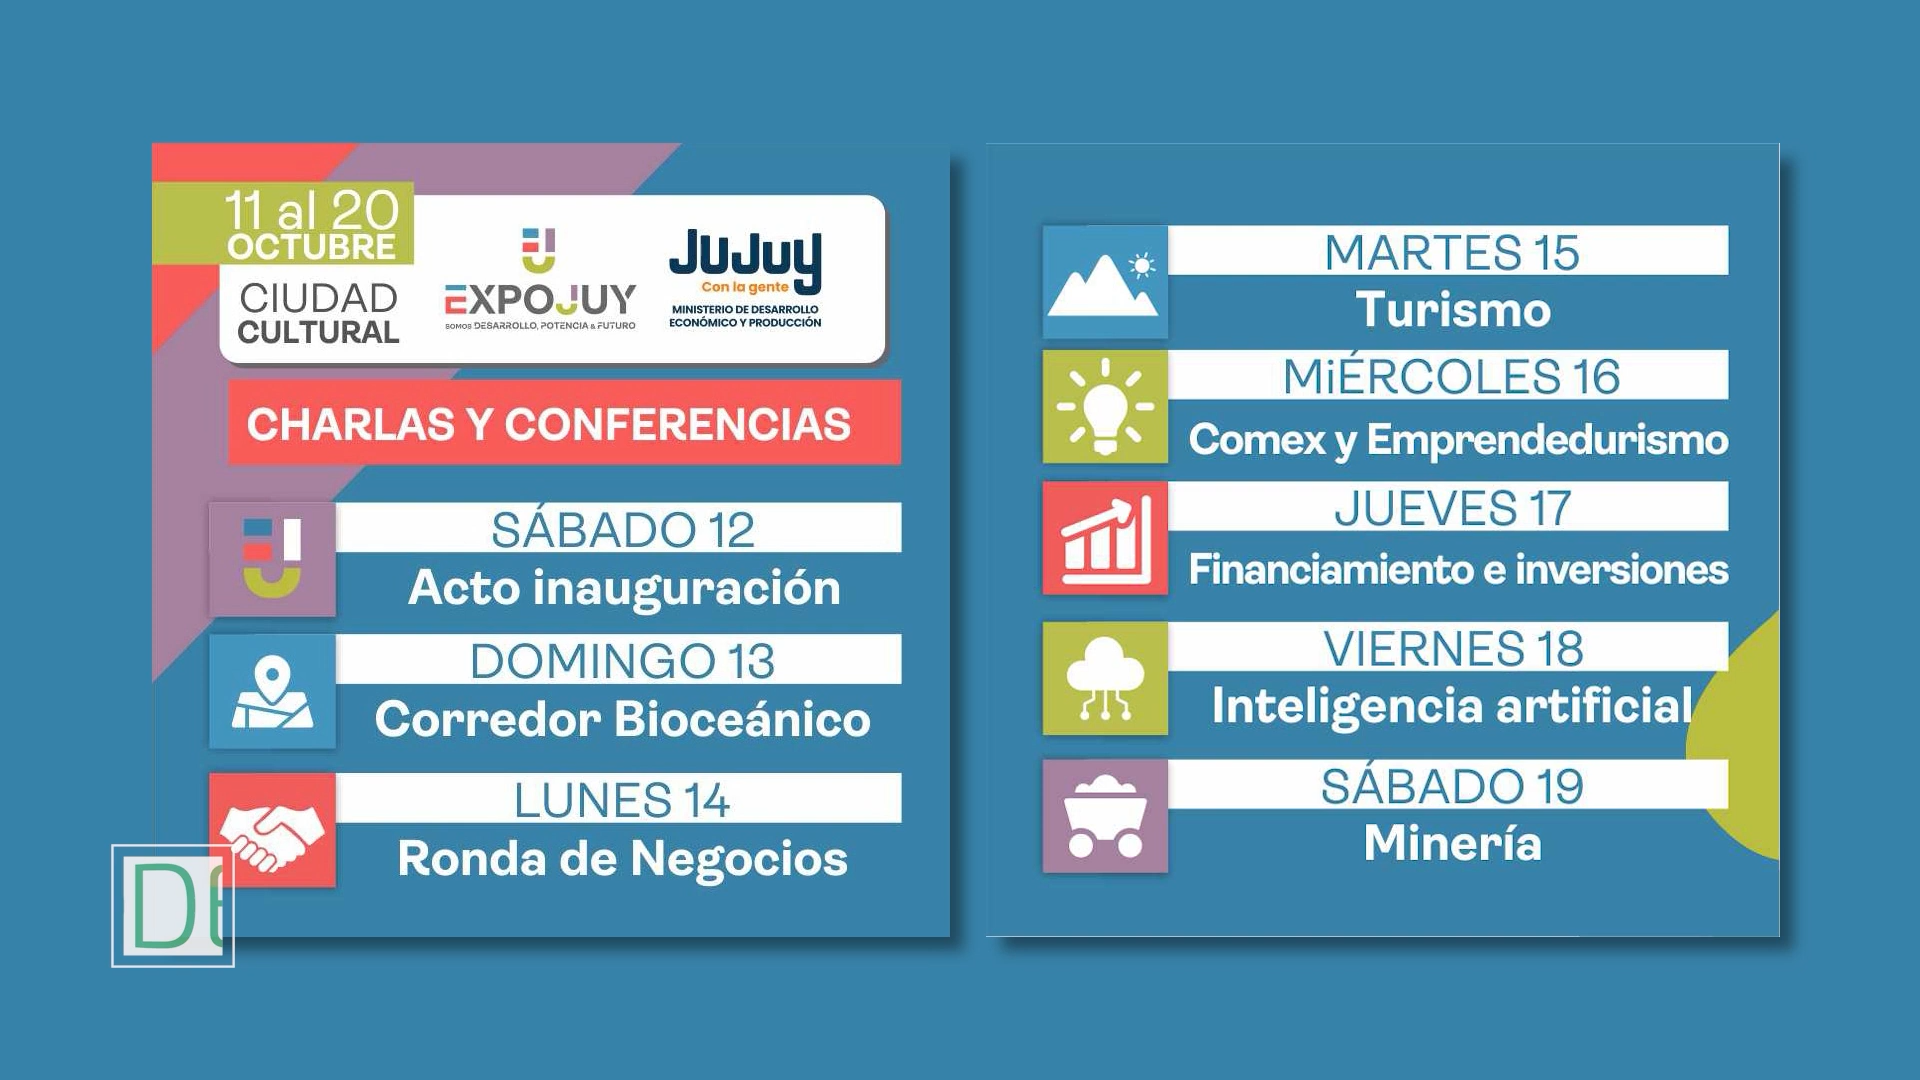 11 al 20
OCTUBRE
CIUDAD
CULTURAL
EXPOJUY
SOMOS DESARROLLO, POTENCIA & FUTURO
Jujuy
Con la gente
MINISTERIO DE DESARROLLO
ECONÓMICO Y PRODUCCIÓN
CHARLAS Y CONFERENCIAS
SÁBADO 12
Acto inauguración
DOMINGO 13
Corredor Bioceánico
LUNES 14
Ronda de Negocios
MARTES 15
Turismo
MiÉRCOLES 16
Comex y Emprendedurismo
JUEVES 17
Financiamiento e inversiones
VIERNES 18
Inteligencia artificial
SÁBADO 19
Minería